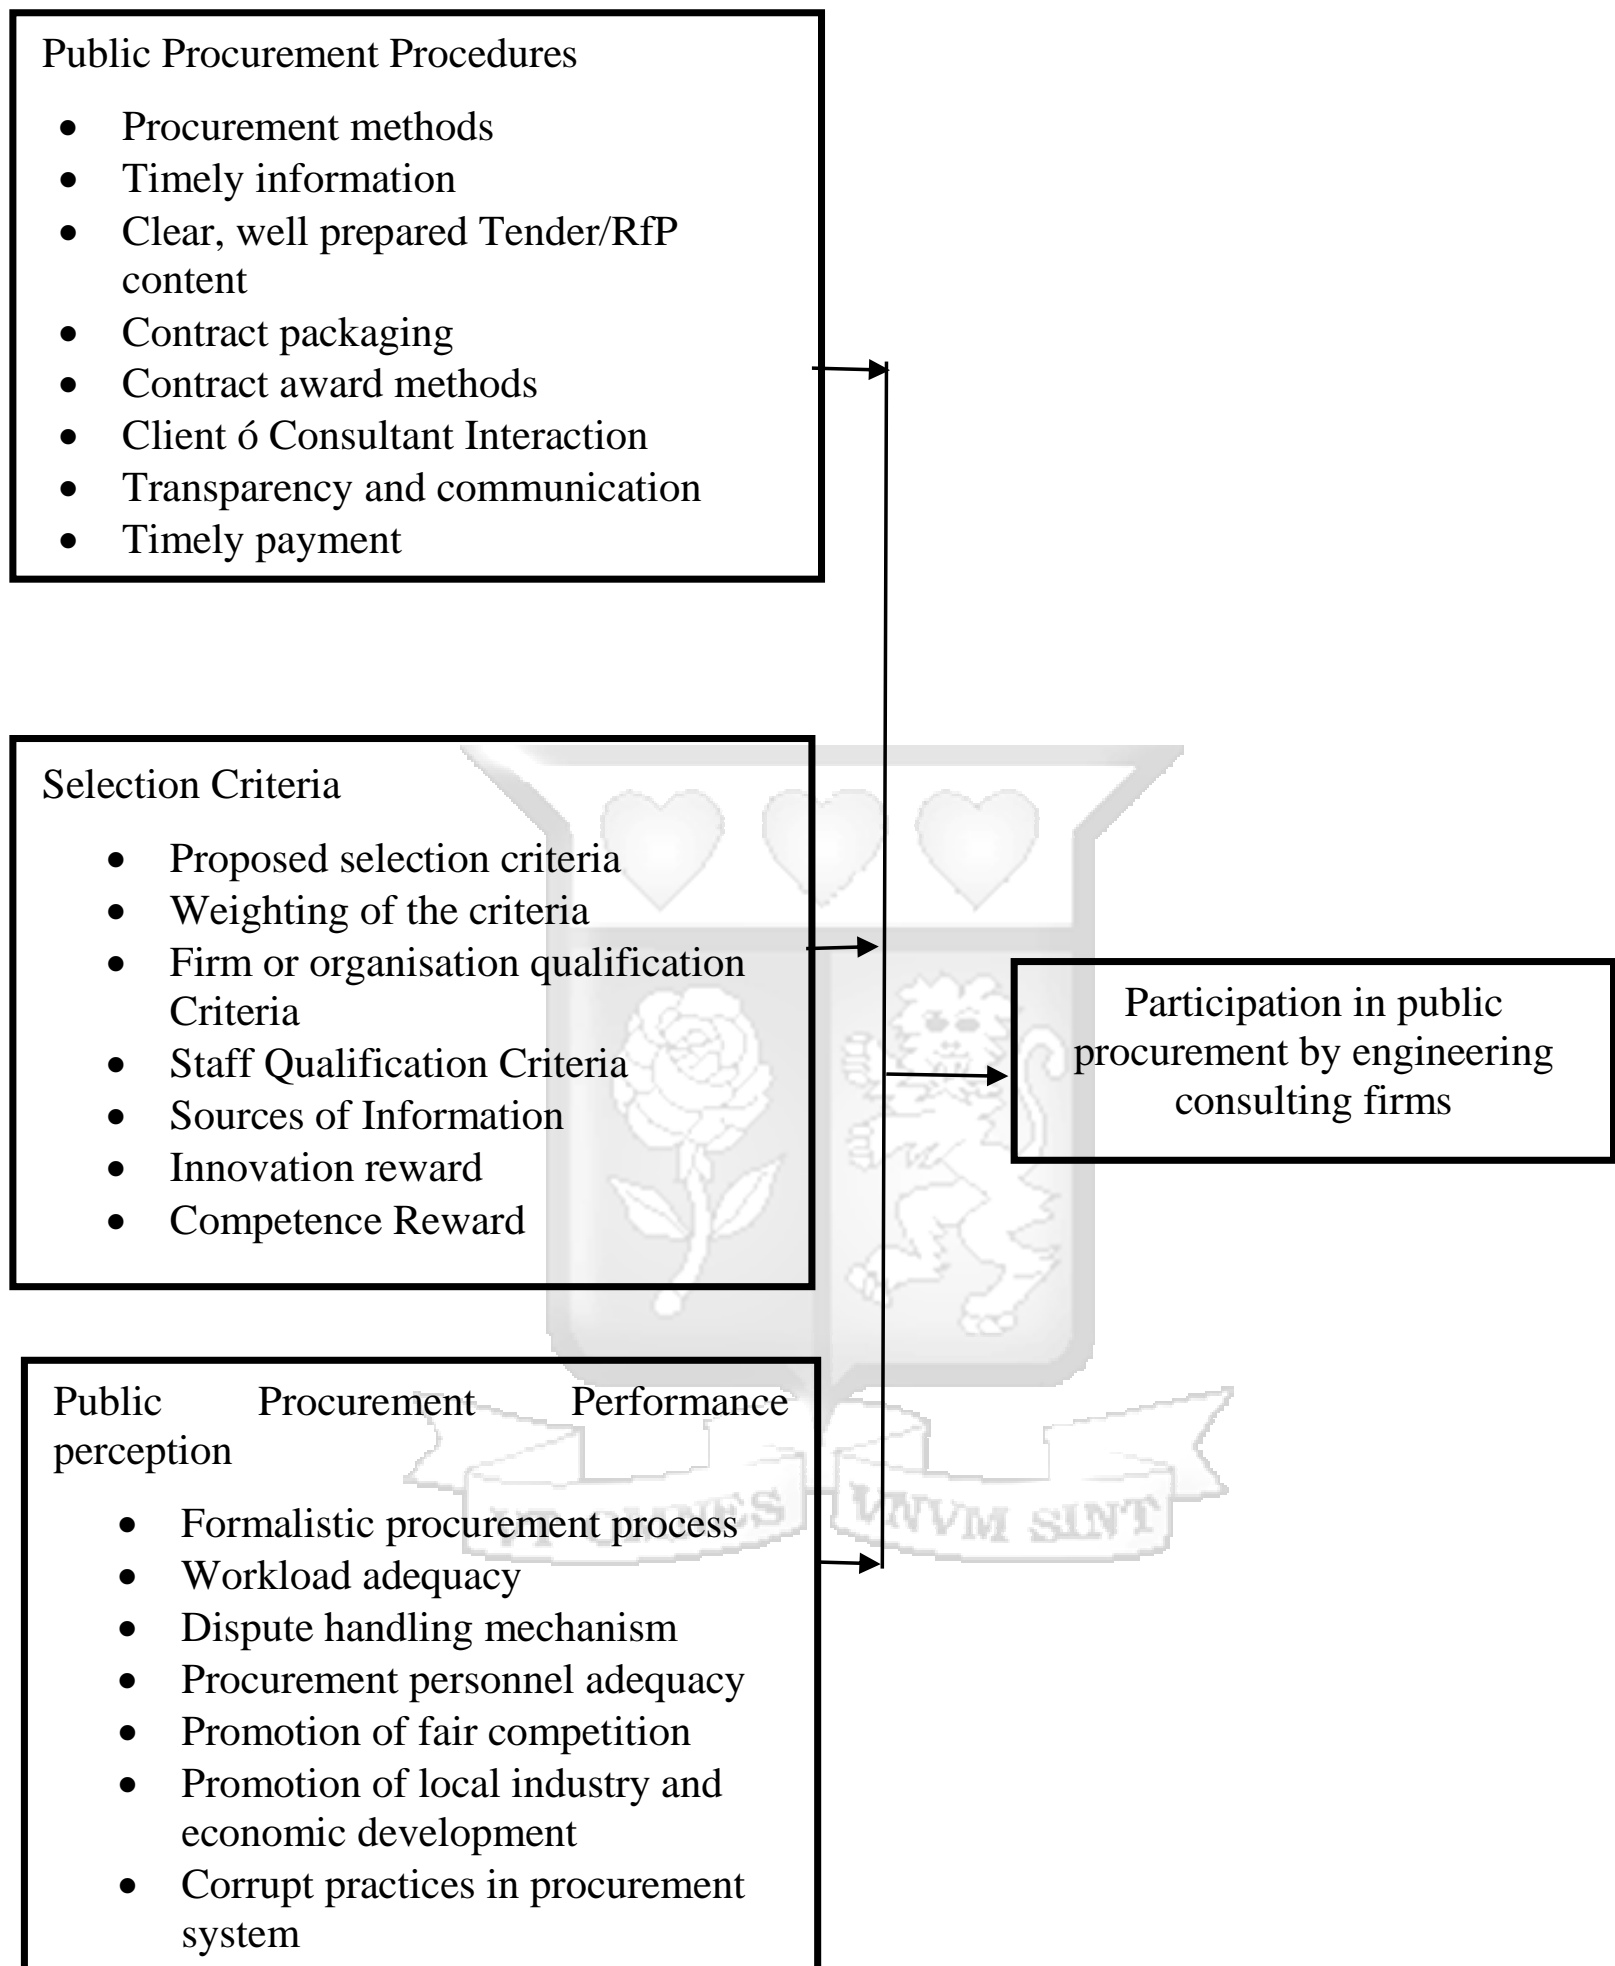 Public Procurement Procedures
• Procurement methods
• Timely information
• Clear, well prepared Tender/RfP
content
• Contract packaging
• Contract award methods
• Client ó Consultant Interaction
• Transparency and communication
• Timely payment
Selection Criteria
• Proposed selection criteria
• Weighting of the criteria
• Firm or organisation qualification
Criteria
• Staff Qualification Criteria
• Sources of Information
• Innovation reward
• Competence Reward
Participation in public
procurement by engineering
consulting firms
Public Procurement Performance
perception
• Formalistic procurement process
• Workload adequacy
• Dispute handling mechanism
• Procurement personnel adequacy
• Promotion of fair competition
• Promotion of local industry and
economic development
• Corrupt practices in procurement
system
VT OMNES VNVM SINT